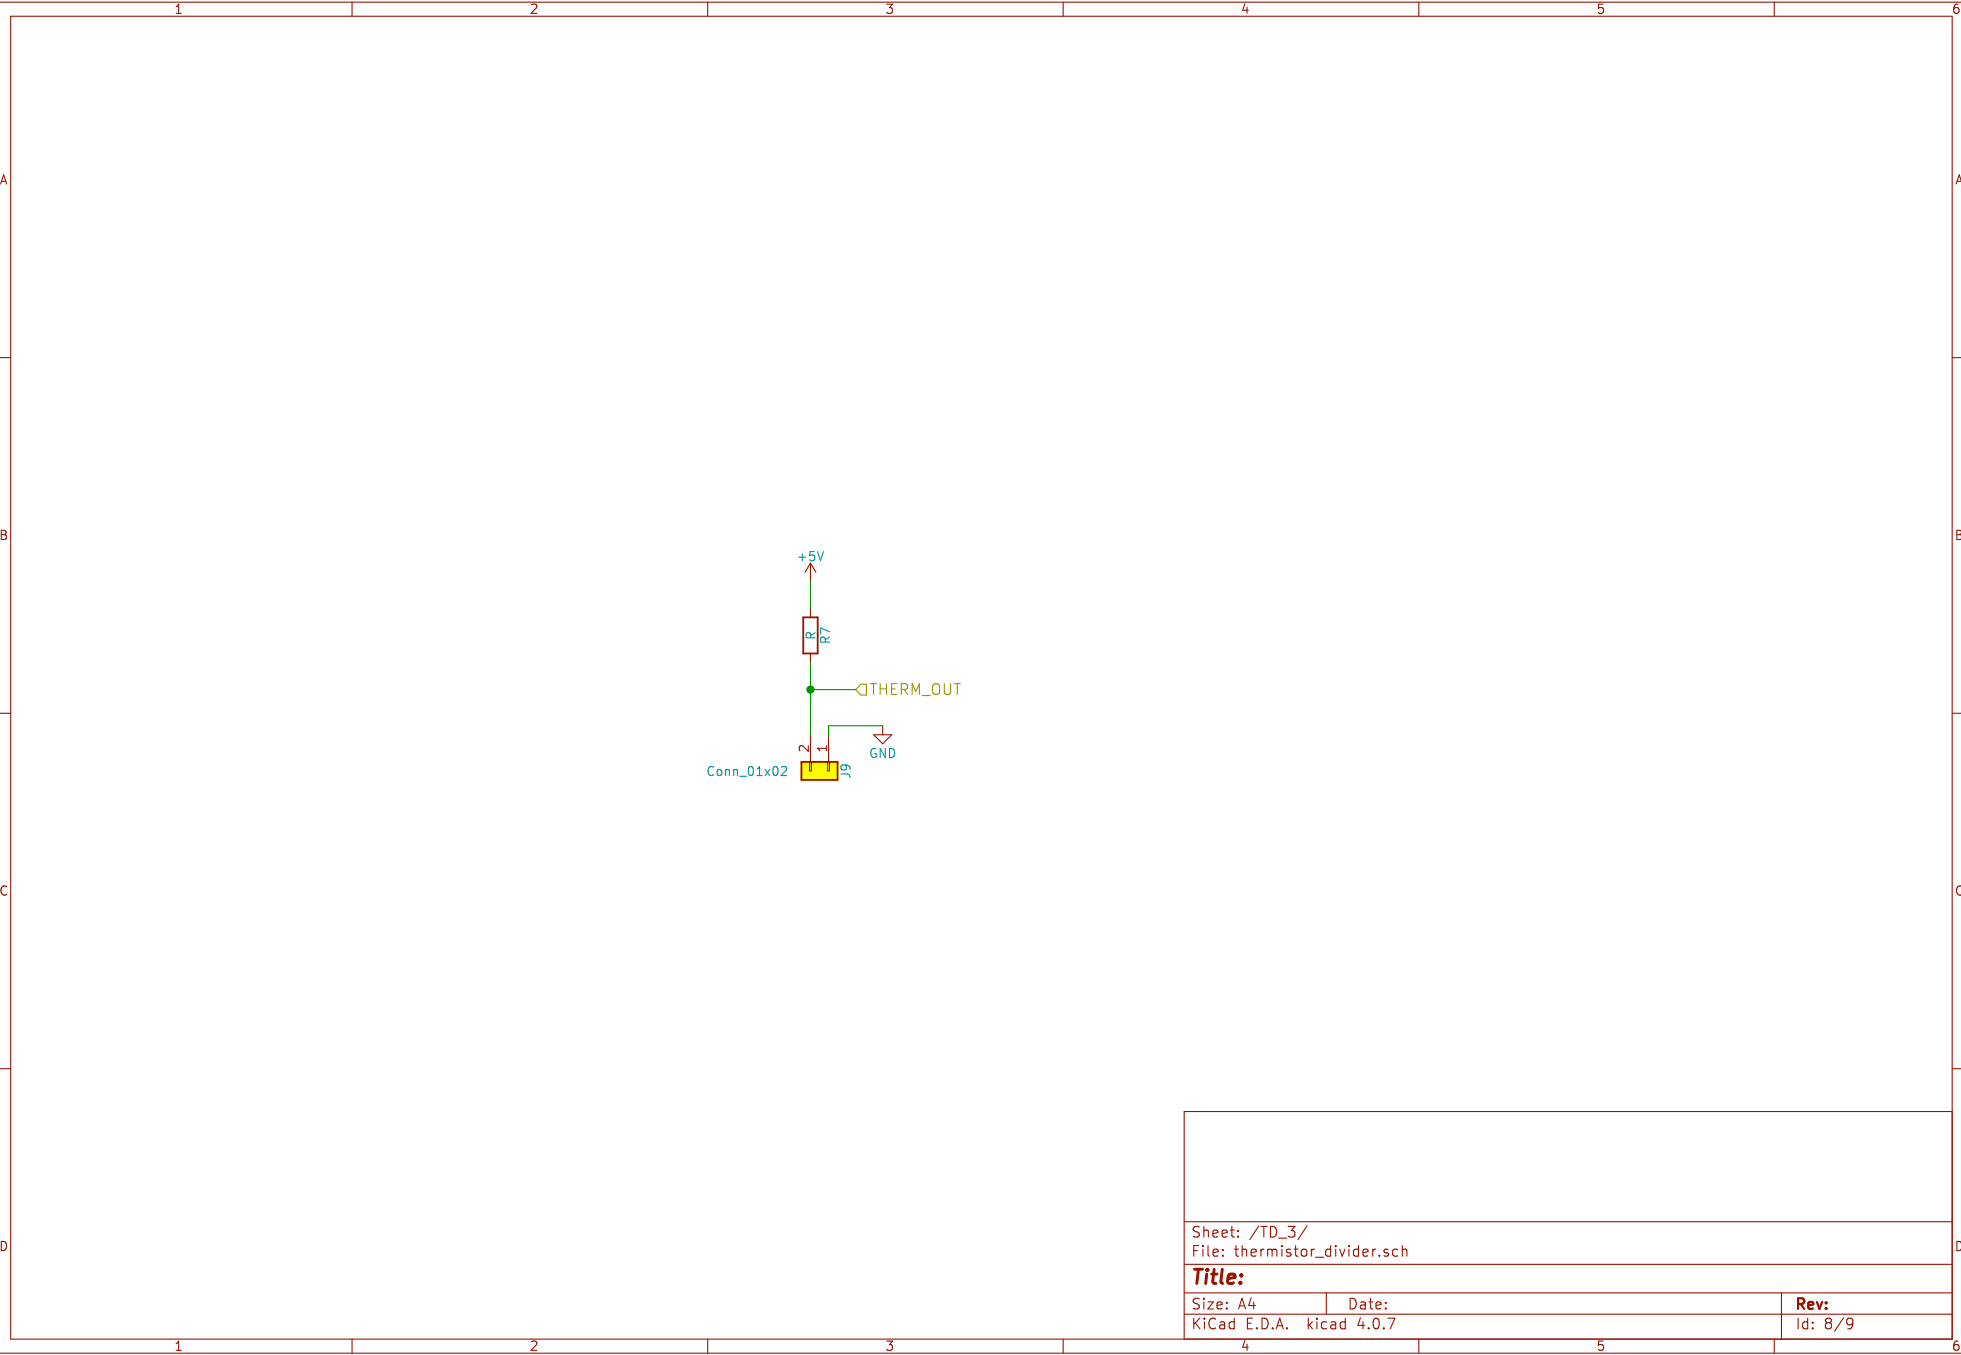 1 2 3 4 5 6
A A
B B
+5V
R R7
THERM_OUT
2 1
GND
Conn_01x02 J9
C C
Sheet: /TD_3/
File: thermistor_divider.sch
D D
Title:
Size: A4 Date: Rev:
KiCad E.D.A. kicad 4.0.7 Id: 8/9
1 2 3 4 5 6